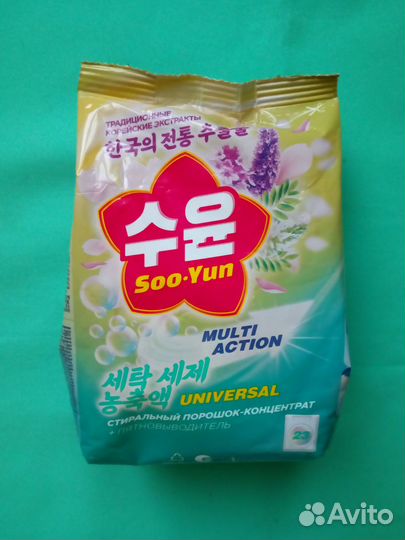 ТРАДИЦИОННЫЕ
КОРЕЙСКИЕ ЭКСТРАКТЫ
한국의 전통 추출물
수윤
Soo-Yun
MULTI
ACTION
세탁 세제
농축액 UNIVERSAL
СТИРАЛЬНЫЙ ПОРОШОК-КОНЦЕНТРАТ
+ ПЯТНОВЫВОДИТЕЛЬ
23
Avito